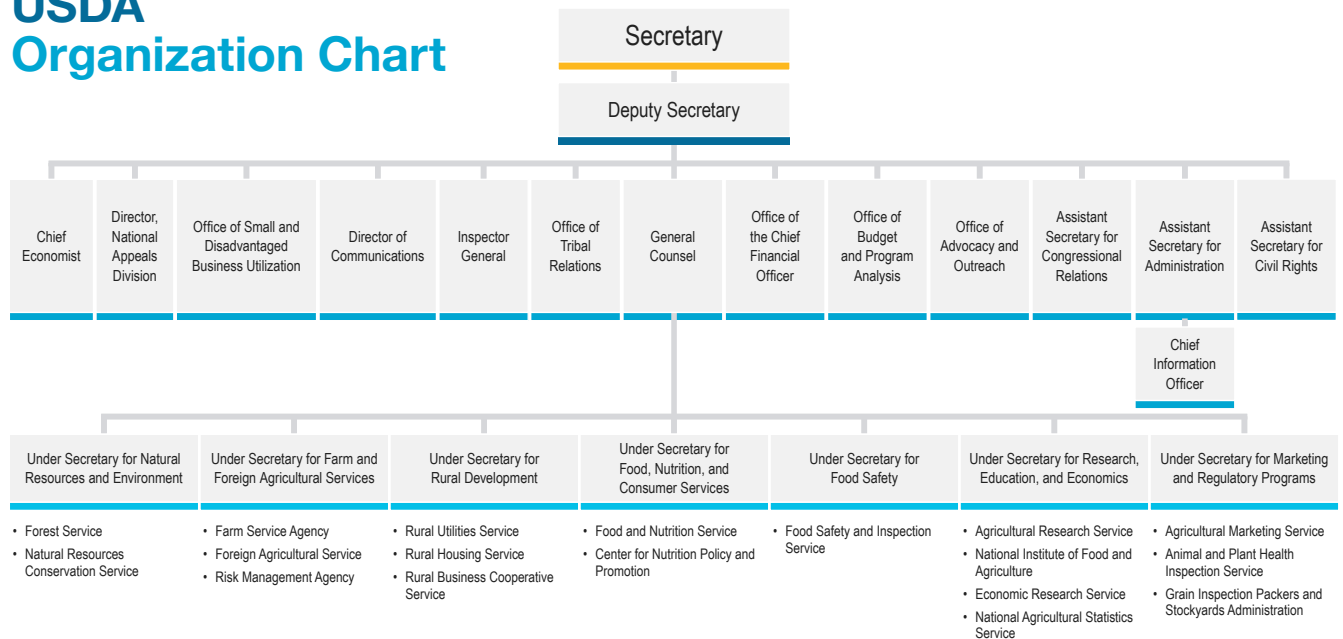 USDA
Organization Chart
Secretary
Deputy Secretary
Chief
Economist
Director,
National
Appeals
Division
Office of Small and
Disadvantaged
Business Utilization
Director of
Communications
Inspector
General
Office of
Tribal
Relations
General
Counsel
Office of
the Chief
Financial
Officer
Office of
Budget
and Program
Analysis
Office of
Advocacy and
Outreach
Assistant
Secretary for
Congressional
Relations
Assistant
Secretary for
Administration
Assistant
Secretary for
Civil Rights
Chief
Information
Officer
Under Secretary for Natural
Resources and Environment
Under Secretary for Farm and
Foreign Agricultural Services
Under Secretary for
Rural Development
Under Secretary for
Food, Nutrition, and
Consumer Services
Under Secretary for
Food Safety
Under Secretary for Research,
Education, and Economics
Under Secretary for Marketing
and Regulatory Programs
• Forest Service
• Natural Resources
Conservation Service
• Farm Service Agency
• Foreign Agricultural Service
• Risk Management Agency
• Rural Utilities Service
• Rural Housing Service
• Rural Business Cooperative
Service
• Food and Nutrition Service
• Center for Nutrition Policy and
Promotion
• Food Safety and Inspection
Service
• Agricultural Research Service
• National Institute of Food and
Agriculture
• Economic Research Service
• National Agricultural Statistics
Service
• Agricultural Marketing Service
• Animal and Plant Health
Inspection Service
• Grain Inspection Packers and
Stockyards Administration